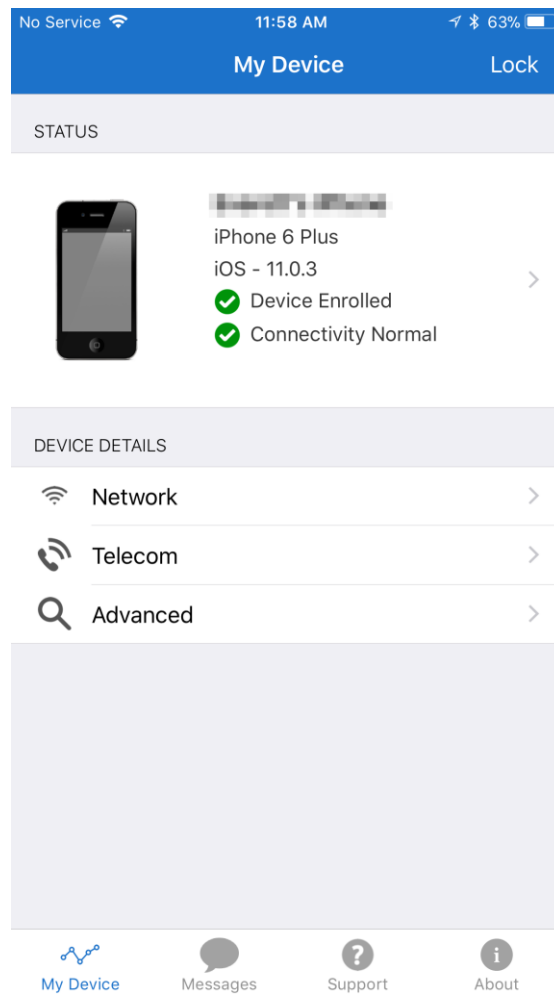 No Service 11:58 AM 63%
My Device Lock
STATUS
iPhone 6 Plus
iOS - 11.0.3
Device Enrolled
Connectivity Normal
DEVICE DETAILS
Network
Telecom
Advanced
My Device Messages Support About